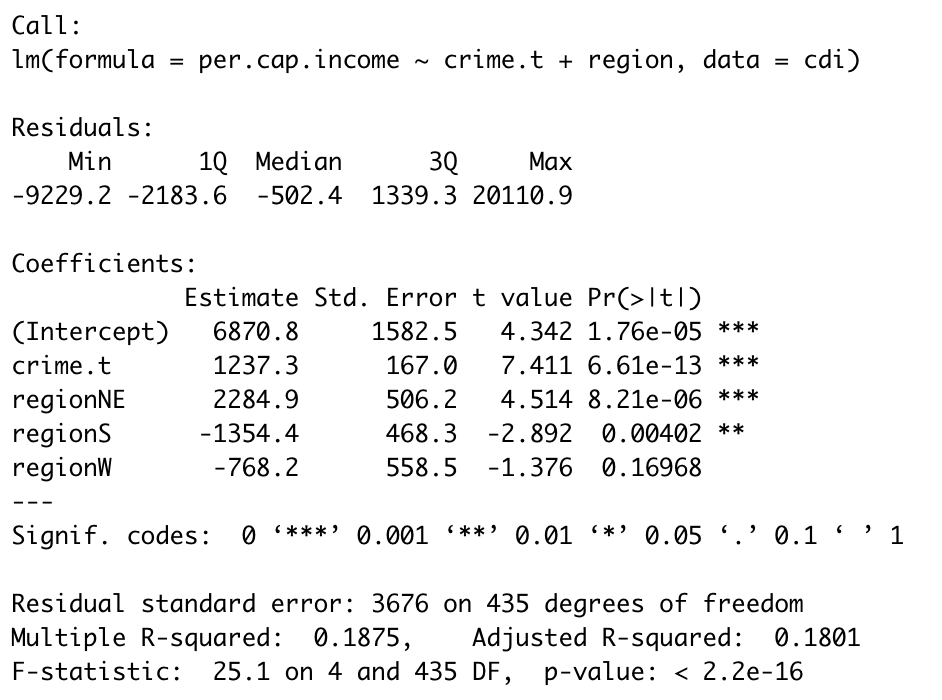 Call:
lm(formula = per.cap.income ~ crime.t + region, data = cdi)
Residuals:
    Min      1Q  Median      3Q     Max
-9229.2 -2183.6  -502.4  1339.3 20110.9
Coefficients:
            Estimate Std. Error t value Pr(>|t|)
(Intercept)   6870.8     1582.5   4.342 1.76e-05 ***
crime.t       1237.3      167.0   7.411 6.61e-13 ***
regionNE      2284.9      506.2   4.514 8.21e-06 ***
regionS      -1354.4      468.3  -2.892  0.00402 **
regionW       -768.2      558.5  -1.376  0.16968
---
Signif. codes:  0 ‘***’ 0.001 ‘**’ 0.01 ‘*’ 0.05 ‘.’ 0.1 ‘ ’ 1
Residual standard error: 3676 on 435 degrees of freedom
Multiple R-squared:  0.1875,    Adjusted R-squared:  0.1801
F-statistic:  25.1 on 4 and 435 DF,  p-value: < 2.2e-16